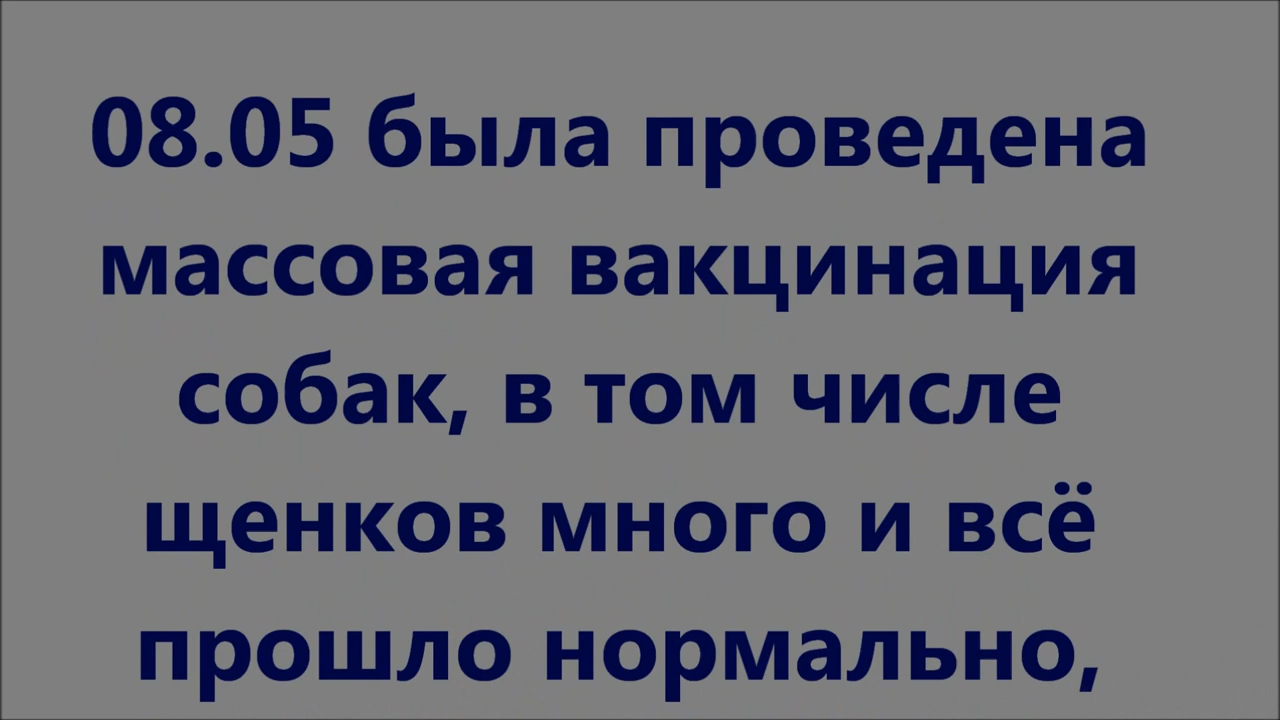 08.05 была проведена
массовая вакцинация
собак, в том числе
щенков много и всё
прошло нормально,